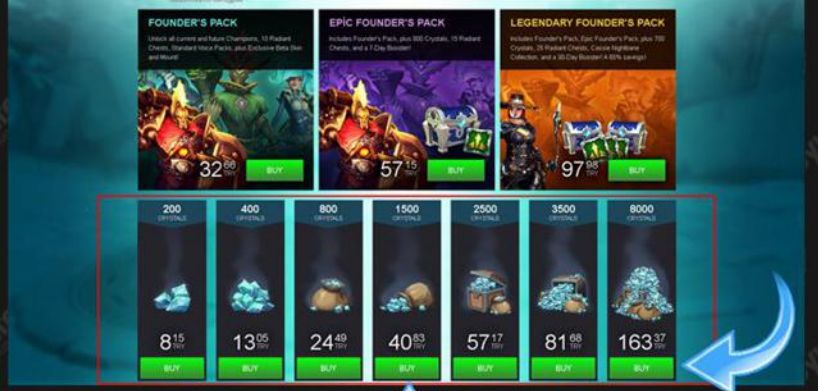 FOUNDER'S PACK
Unlock all current and future Champions, 10 Radiant
Chests, Standard Voice Packs, plus Exclusive Beta Skin
and Mount!
32 66 TRY
BUY
EPİC FOUNDER'S PACK
Includes Founder's Pack, plus Crystals, 15 Radiant
Chests, and a 7-Day Booster!
57 15 TRY
BUY
LEGENDARY FOUNDER'S PACK
Includes Founder's Pack, Epic Founder's Pack, plus
Crystals, 25 Radiant Chests, Cassie Nightbane
Collection, and a 30-Day Booster! A 65% savings!
97 98 TRY
BUY
200
CRYSTALS
8 15 TRY
BUY
400
CRYSTALS
13 05 TRY
BUY
800
CRYSTALS
24 49 TRY
BUY
1500
CRYSTALS
40 83 TRY
BUY
2500
CRYSTALS
57 17 TRY
BUY
3500
CRYSTALS
81 68 TRY
BUY
8000
CRYSTALS
163 37 TRY
BUY